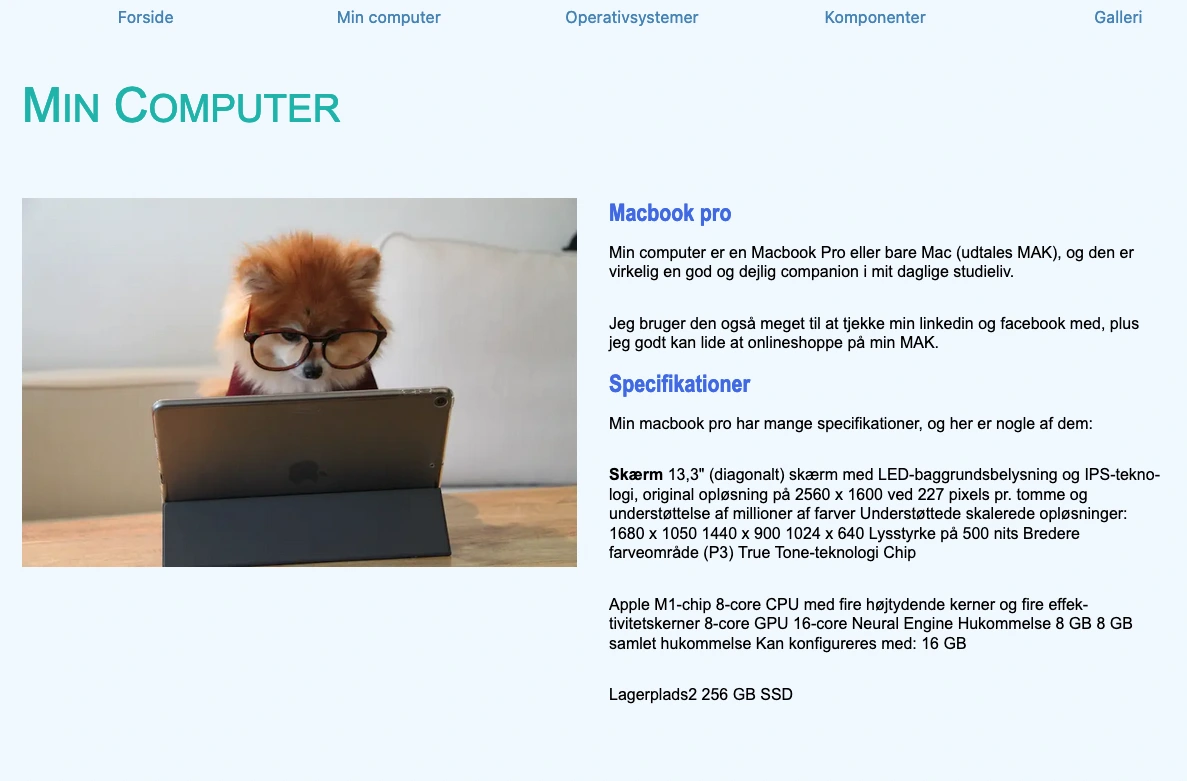 Forside Min computer Operativsystemer Komponenter Galleri
MIN COMPUTER
Macbook pro
Min computer er en Macbook Pro eller bare Mac (udtales MAK), og den er
virkelig en god og dejlig companion i mit daglige studieliv.
Jeg bruger den også meget til at tjekke min linkedin og facebook med, plus
jeg godt kan lide at onlineshoppe på min MAK.
Specifikationer
Min macbook pro har mange specifikationer, og her er nogle af dem:
Skærm 13,3" (diagonalt) skærm med LED-baggrundsbelysning og IPS-tekno-
logi, original opløsning på 2560 x 1600 ved 227 pixels pr. tomme og
understøttelse af millioner af farver Understøttede skalerede opløsninger:
1680 x 1050 1440 x 900 1024 x 640 Lysstyrke på 500 nits Bredere
farveområde (P3) True Tone-teknologi Chip
Apple M1-chip 8-core CPU med fire højtydende kerner og fire effek-
tivitetskerner 8-core GPU 16-core Neural Engine Hukommelse 8 GB 8 GB
samlet hukommelse Kan konfigureres med: 16 GB
Lagerplads2 256 GB SSD